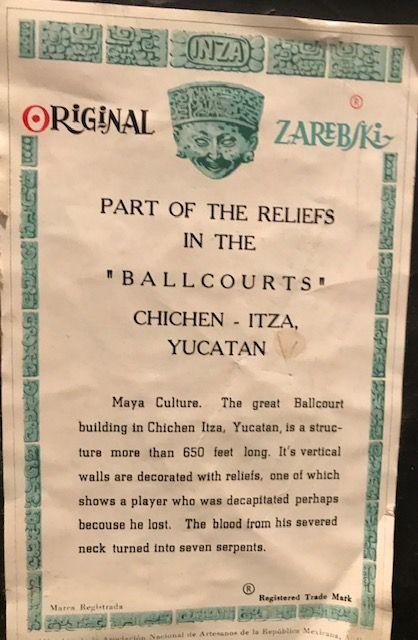 INZA
ORIGINAL ZAREBSKI ®
PART OF THE RELIEFS
IN THE
"BALLCOURTS"
CHICHEN - ITZA,
YUCATAN
Maya Culture. The great Ballcourt
building in Chichen Itza, Yucatan, is a struc-
ture more than 650 feet long. It's vertical
walls are decorated with reliefs, one of which
shows a player who was decapitated perhaps
becouse he lost. The blood from his severed
neck turned into seven serpents.
Marca Registrada ® Registered Trade Mark
de la Asociación Nacional de Artesanos de la República Mexicana,